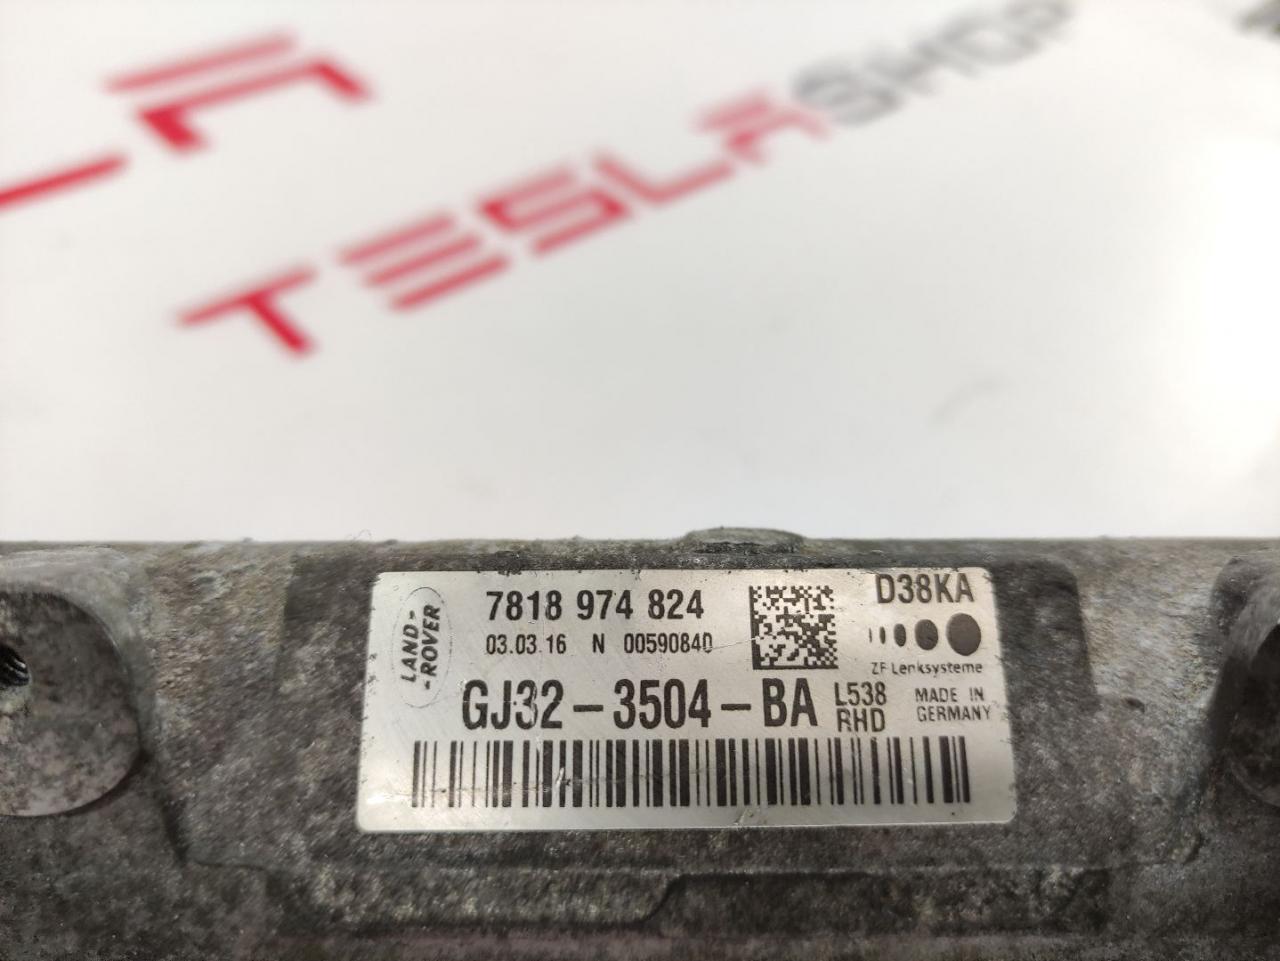 TESLASHOP
LAND-
-ROVER
7818 974 824
03.03.16 N 00590840
D38KA
ZF Lenksysteme
GJ32-3504-BA
L538
RHD
MADE IN
GERMANY